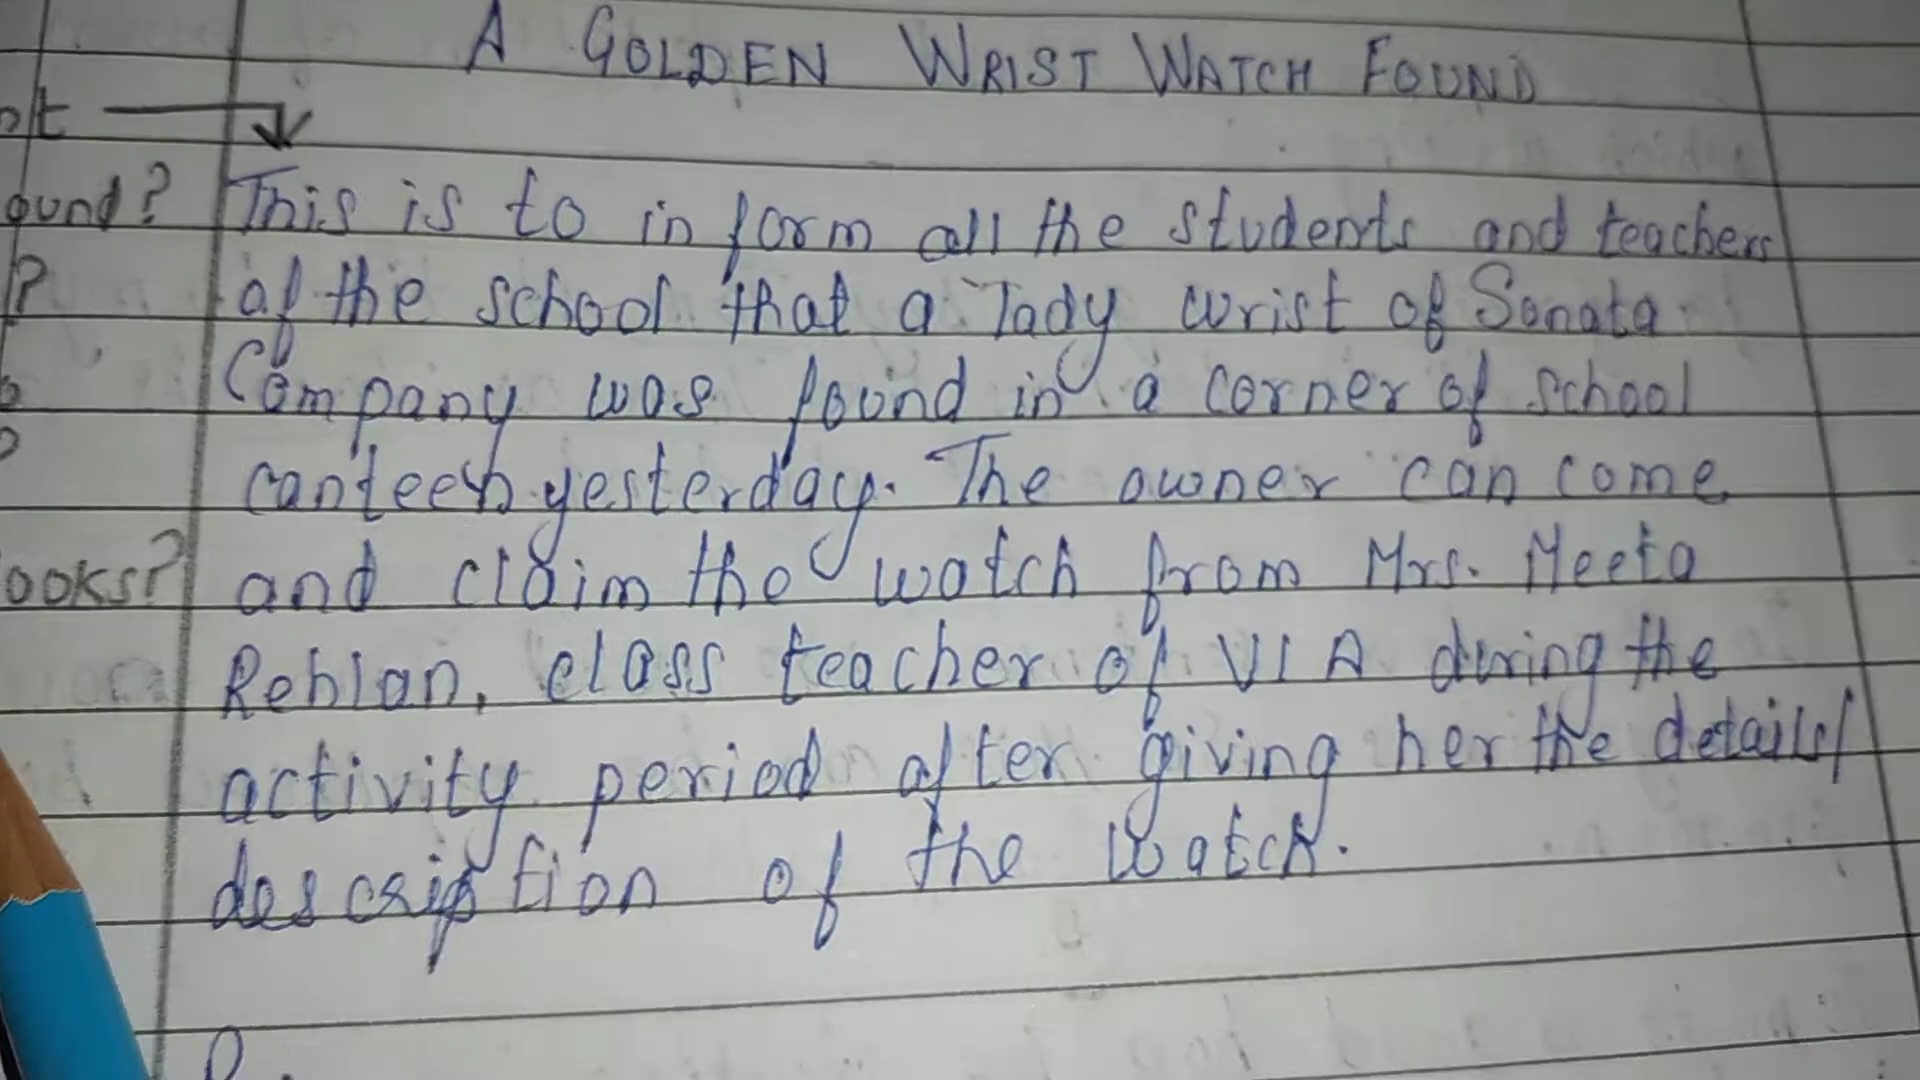 A GOLDEN WRIST WATCH FOUND
ound? This is to inform all the students and teachers
? of the school that a lady wrist of Sonata
Company was found in a corner of school
canteen yesterday. The owner can come
ooks? and claim the watch from Mrs. Meeta
class teacher of VI A during the
activity period after giving her the details/
description of the watch.